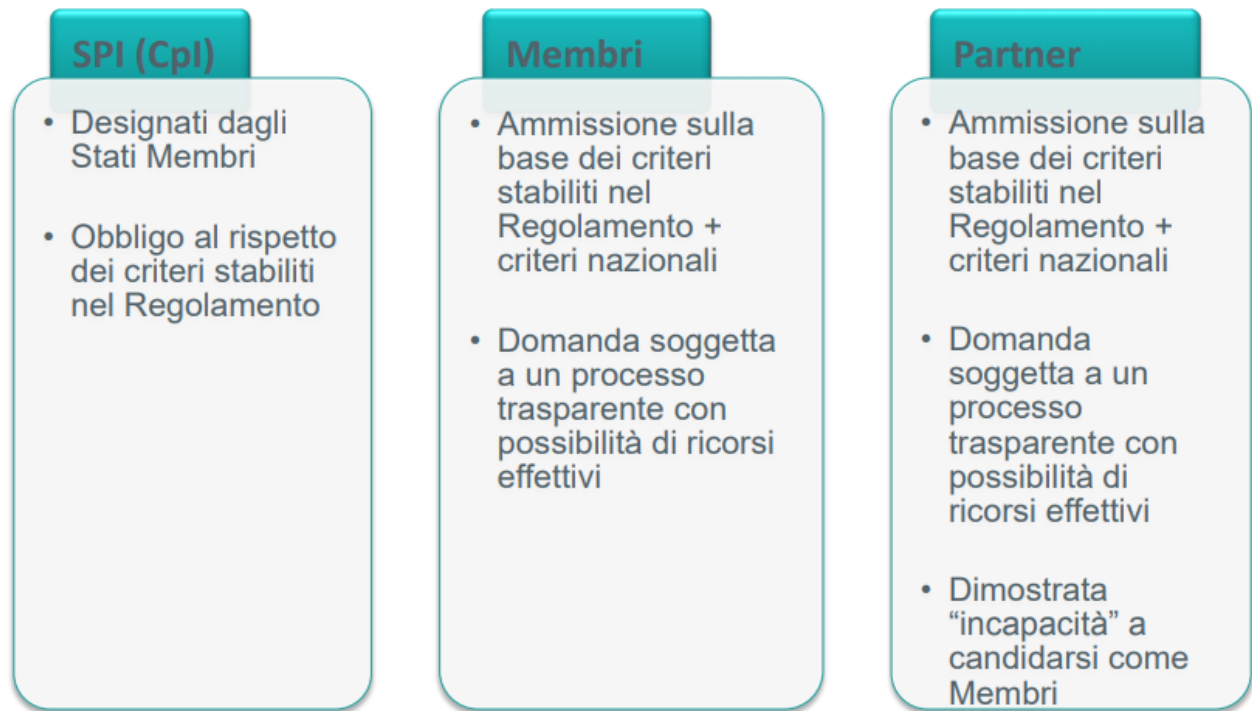 SPI (CpI)
• Designati dagli
Stati Membri
• Obbligo al rispetto
dei criteri stabiliti
nel Regolamento
Membri
• Ammissione sulla
base dei criteri
stabiliti nel
Regolamento +
criteri nazionali
• Domanda soggetta
a un processo
trasparente con
possibilità di ricorsi
effettivi
Partner
• Ammissione sulla
base dei criteri
stabiliti nel
Regolamento +
criteri nazionali
• Domanda
soggetta a un
processo
trasparente con
possibilità di
ricorsi effettivi
• Dimostrata
“incapacità” a
candidarsi come
Membri